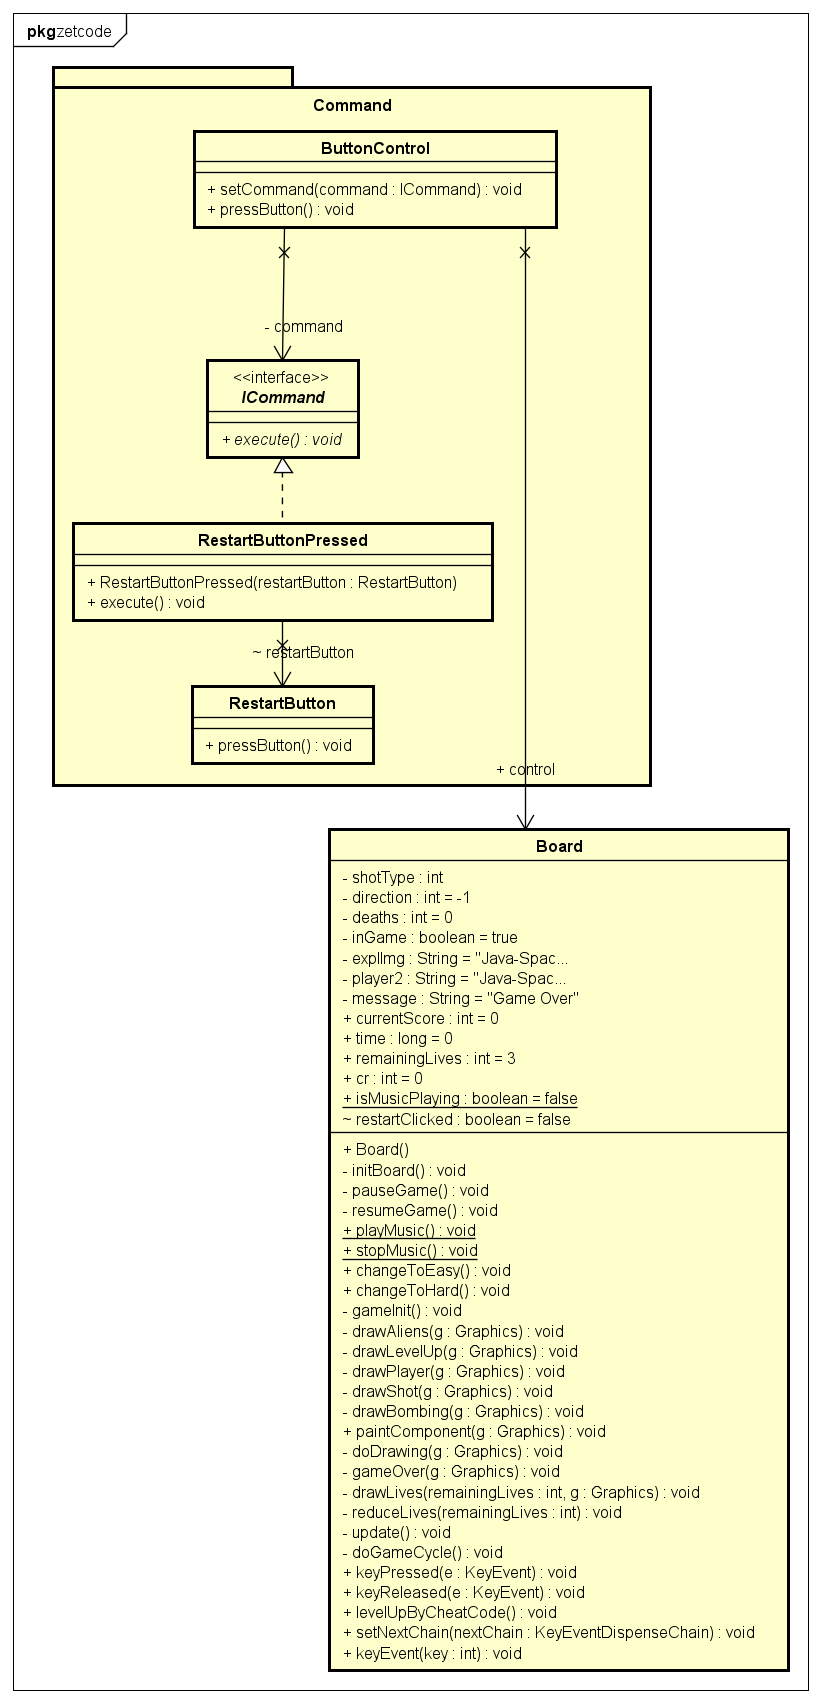 pkgzetcode
Command
ButtonControl
+ setCommand(command : ICommand) : void
+ pressButton() : void
- command
<<interface>>
ICommand
+ execute() : void
RestartButtonPressed
+ RestartButtonPressed(restartButton : RestartButton)
+ execute() : void
~ restartButton
RestartButton
+ pressButton() : void
+ control
Board
- shotType : int
- direction : int = -1
- deaths : int = 0
- inGame : boolean = true
- explImg : String = "Java-Spac...
- player2 : String = "Java-Spac...
- message : String = "Game Over"
+ currentScore : int = 0
+ time : long = 0
+ remainingLives : int = 3
+ cr : int = 0
+ isMusicPlaying : boolean = false
~ restartClicked : boolean = false
+ Board()
- initBoard() : void
- pauseGame() : void
- resumeGame() : void
+ playMusic() : void
+ stopMusic() : void
+ changeToEasy() : void
+ changeToHard() : void
- gameInit() : void
- drawAliens(g : Graphics) : void
- drawLevelUp(g : Graphics) : void
- drawPlayer(g : Graphics) : void
- drawShot(g : Graphics) : void
- drawBombing(g : Graphics) : void
+ paintComponent(g : Graphics) : void
- doDrawing(g : Graphics) : void
- gameOver(g : Graphics) : void
- drawLives(remainingLives : int, g : Graphics) : void
- reduceLives(remainingLives : int) : void
- update() : void
- doGameCycle() : void
+ keyPressed(e : KeyEvent) : void
+ keyReleased(e : KeyEvent) : void
+ levelUpByCheatCode() : void
+ setNextChain(nextChain : KeyEventDispenseChain) : void
+ keyEvent(key : int) : void